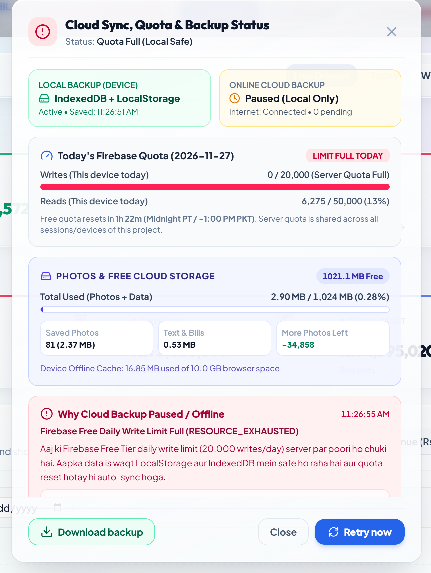 Cloud Sync, Quota & Backup Status
Status: Quota Full (Local Safe)
LOCAL BACKUP (DEVICE)
IndexedDB + LocalStorage
Active • Saved: 11:26:51 AM
ONLINE CLOUD BACKUP
Paused (Local Only)
Internet: Connected • 0 pending
Today's Firebase Quota (2026-11-27)
LIMIT FULL TODAY
Writes (This device today)
0 / 20,000 (Server Quota Full)
Reads (This device today)
6,275 / 50,000 (13%)
Free quota resets in 1h 22m (Midnight PT / ~1:00 PM PKT). Server quota is shared across all
sessions/devices of this project.
PHOTOS & FREE CLOUD STORAGE
1021.1 MB Free
Total Used (Photos + Data)
2.90 MB / 1,024 MB (0.28%)
Saved Photos
81 (2.37 MB)
Text & Bills
0.53 MB
More Photos Left
~34,858
Device Offline Cache: 16.85 MB used of 10.0 GB browser space
Why Cloud Backup Paused / Offline
11:26:55 AM
Firebase Free Daily Write Limit Full (RESOURCE_EXHAUSTED)
Aaj ki Firebase Free Tier daily write limit (20,000 writes/day) server par poori ho chuki
hai. Aapka data is waqt LocalStorage aur IndexedDB mein safe ho raha hai aur quota
reset hotay hi auto-sync hoga.
Download backup
Close
Retry now